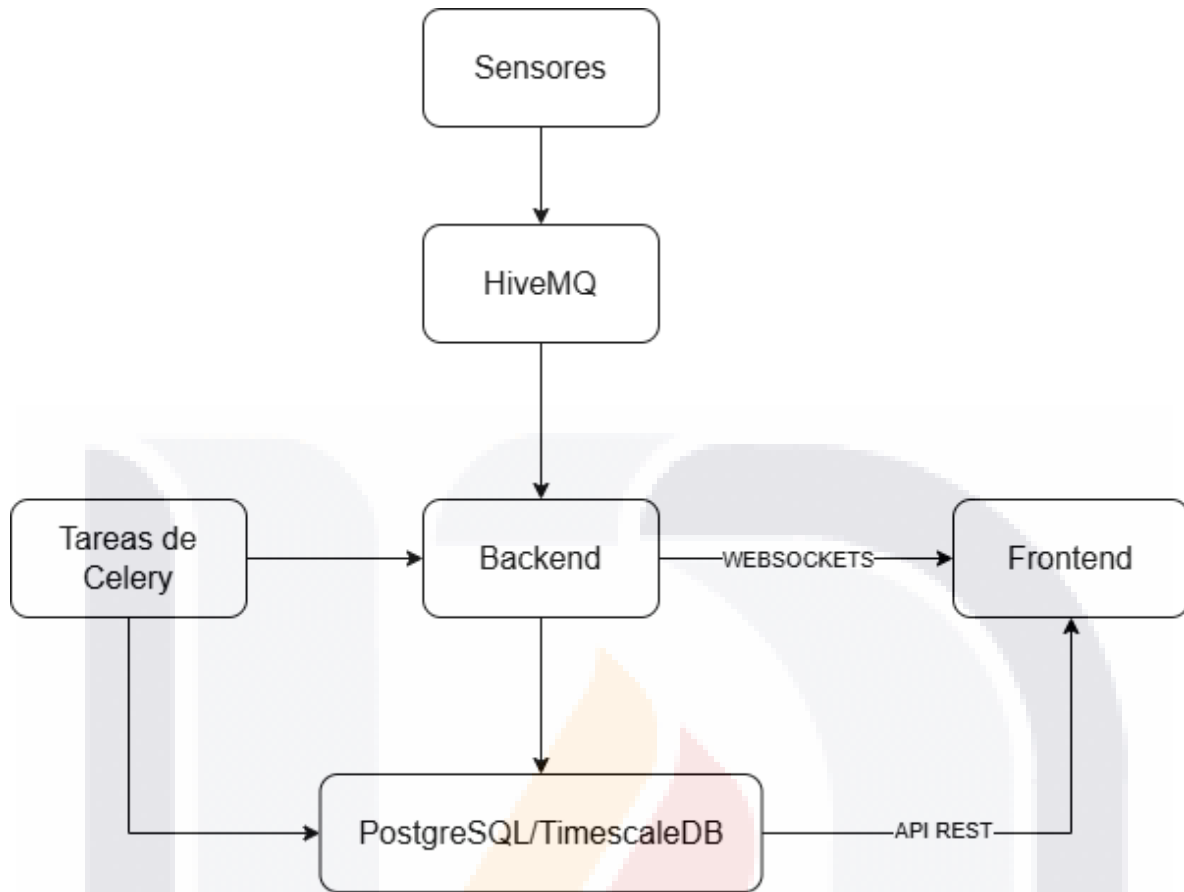 Sensores
HiveMQ
Tareas de
Celery
Backend
WEBSOCKETS
Frontend
PostgreSQL/TimescaleDB
API REST